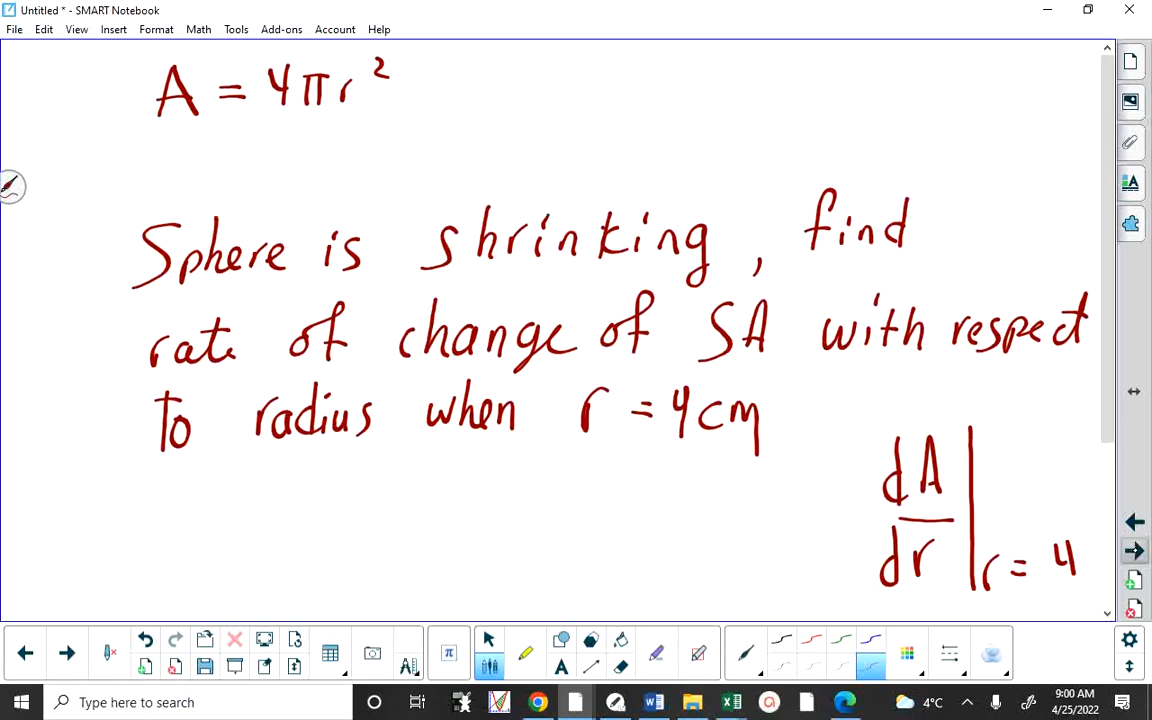 Untitled * - SMART Notebook
File Edit View Insert Format Math Tools Add-ons Account Help
A = 4πr²
Sphere is shrinking, find
rate of change of SA with respect
to radius when r = 4cm
dA
dr
r = 4
Type here to search
4°C
9:00 AM
4/25/2022